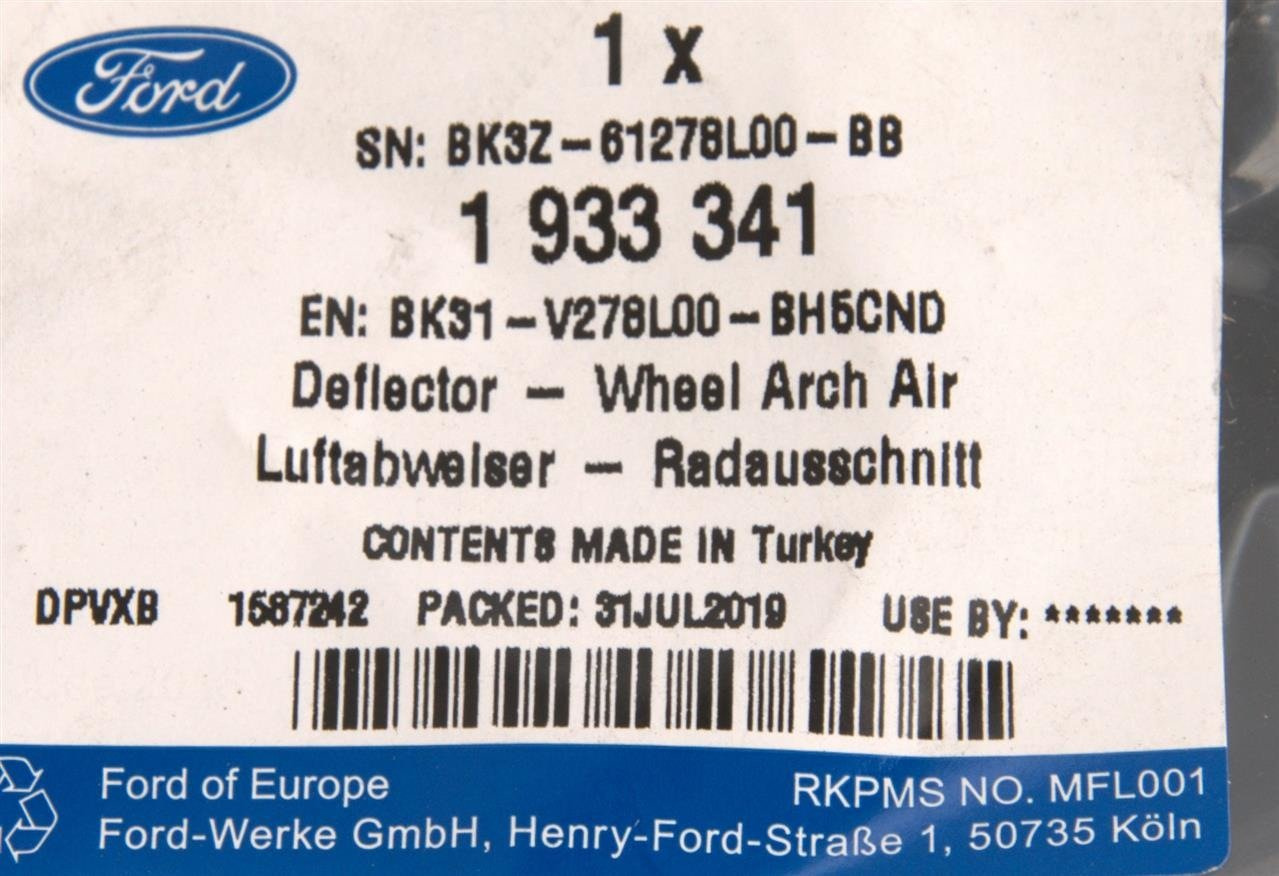 Ford
1 x
SN: BK3Z-61278L00-BB
1 933 341
EN: BK31-V278L00-BH5CND
Deflector - Wheel Arch Air
Luftabweiser - Radausschnitt
CONTENTS MADE IN Turkey
DPVXB 1587242 PACKED: 31JUL2019 USE BY: *******
Ford of Europe RKPMS NO. MFL001
Ford-Werke GmbH, Henry-Ford-Straße 1, 50735 Köln